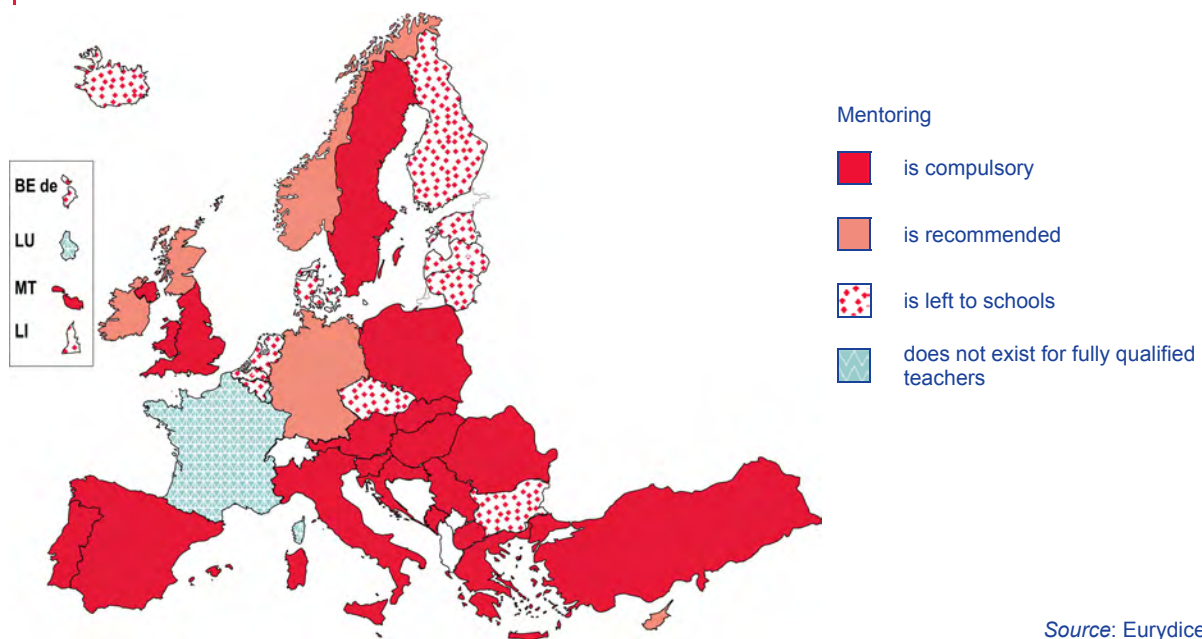 BE de
LU
MT
LI
Mentoring
is compulsory
is recommended
is left to schools
does not exist for fully qualified
teachers
Source: Eurydice